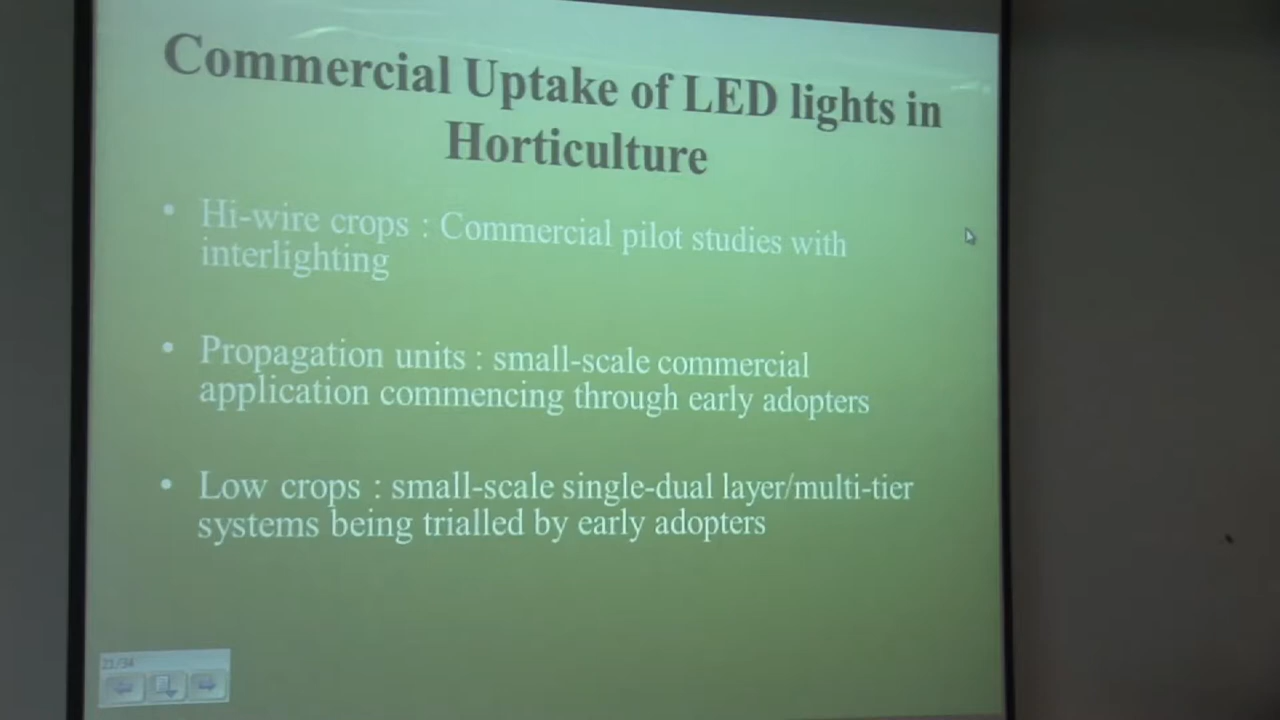 Commercial Uptake of LED lights in
Horticulture
• Hi-wire crops : Commercial pilot studies with
interlighting
• Propagation units : small-scale commercial
application commencing through early adopters
• Low crops : small-scale single-dual layer/multi-tier
systems being trialled by early adopters
21/34